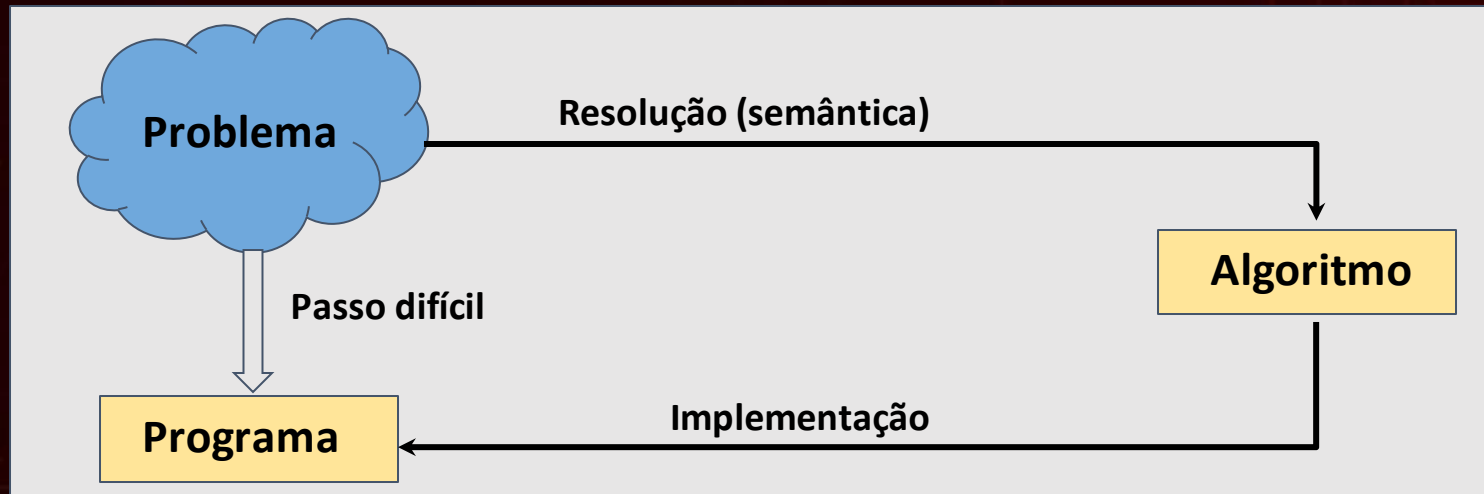 Problema
Resolução (semântica)
Algoritmo
Passo difícil
Implementação
Programa